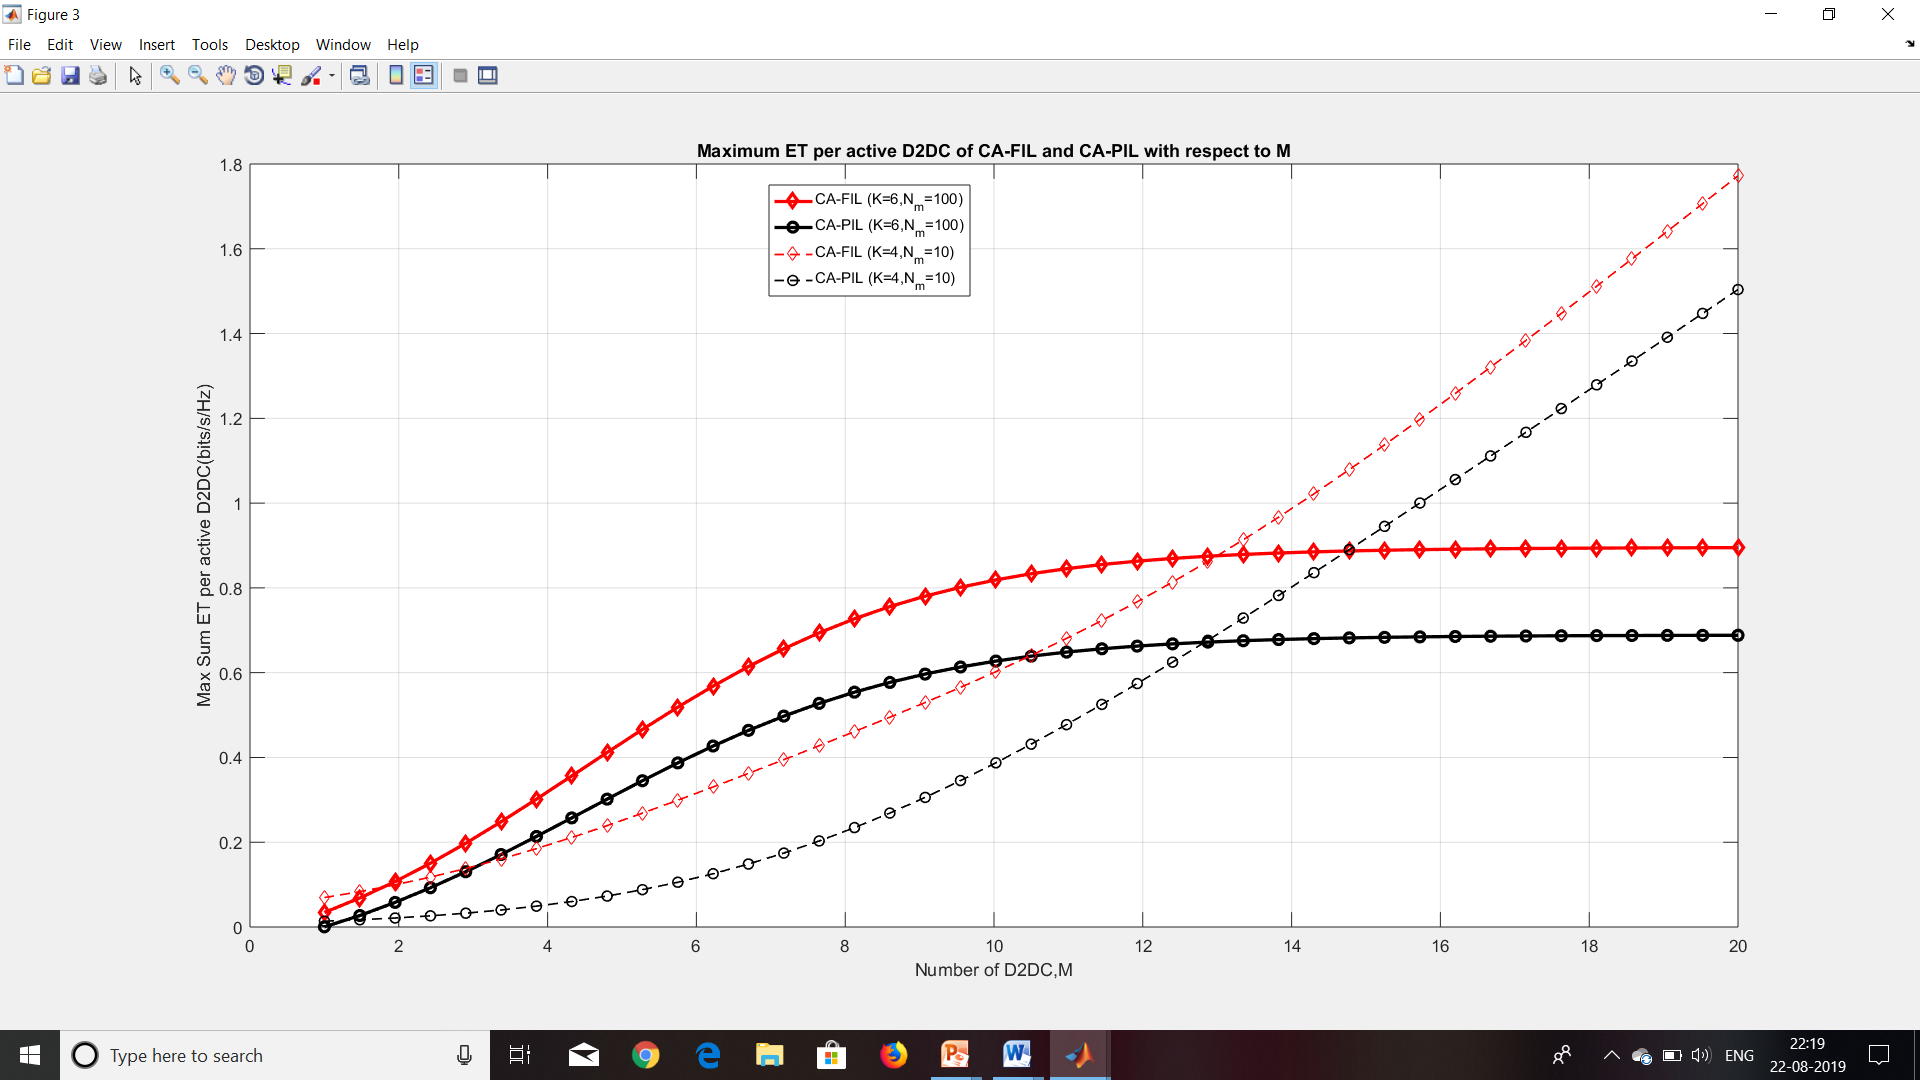 Figure 3
File Edit View Insert Tools Desktop Window Help
Maximum ET per active D2DC of CA-FIL and CA-PIL with respect to M
CA-FIL (K=6,Nm=100)
CA-PIL (K=6,Nm=100)
CA-FIL (K=4,Nm=10)
CA-PIL (K=4,Nm=10)
Max Sum ET per active D2DC(bits/s/Hz)
1.8
1.6
1.4
1.2
1
0.8
0.6
0.4
0.2
0
0 2 4 6 8 10 12 14 16 18 20
Number of D2DC,M
Type here to search
ENG
22:19
22-08-2019